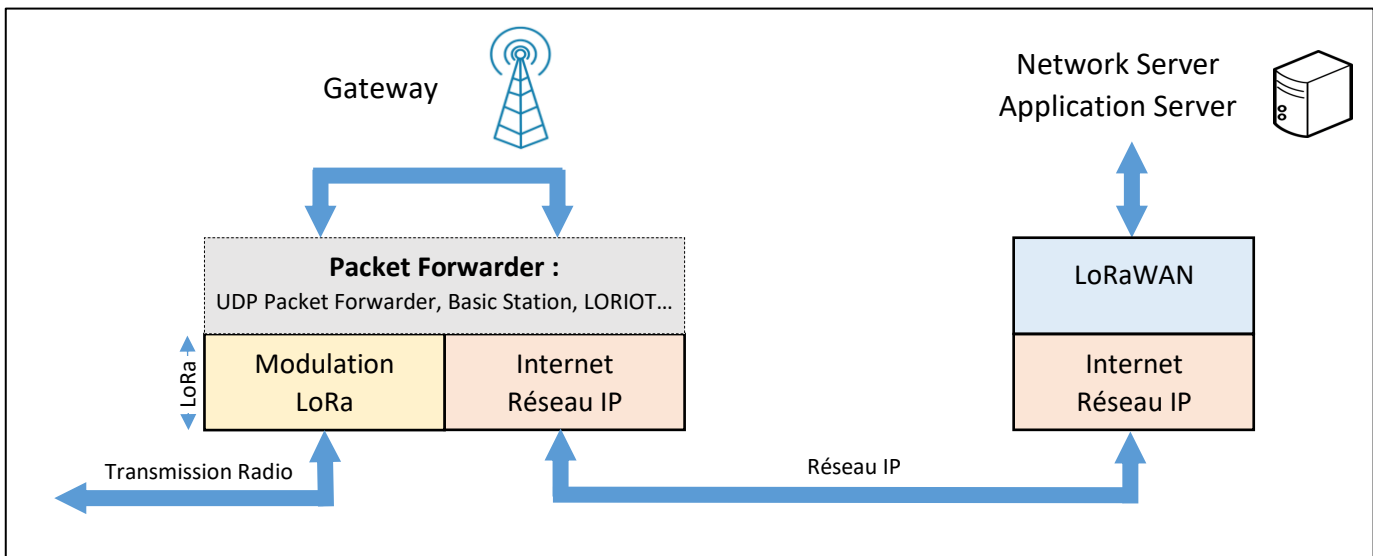 Gateway
Network Server
Application Server
Packet Forwarder :
UDP Packet Forwarder, Basic Station, LORIOT…
LoRaWAN
LoRa
Modulation
LoRa
Internet
Réseau IP
Internet
Réseau IP
Transmission Radio
Réseau IP